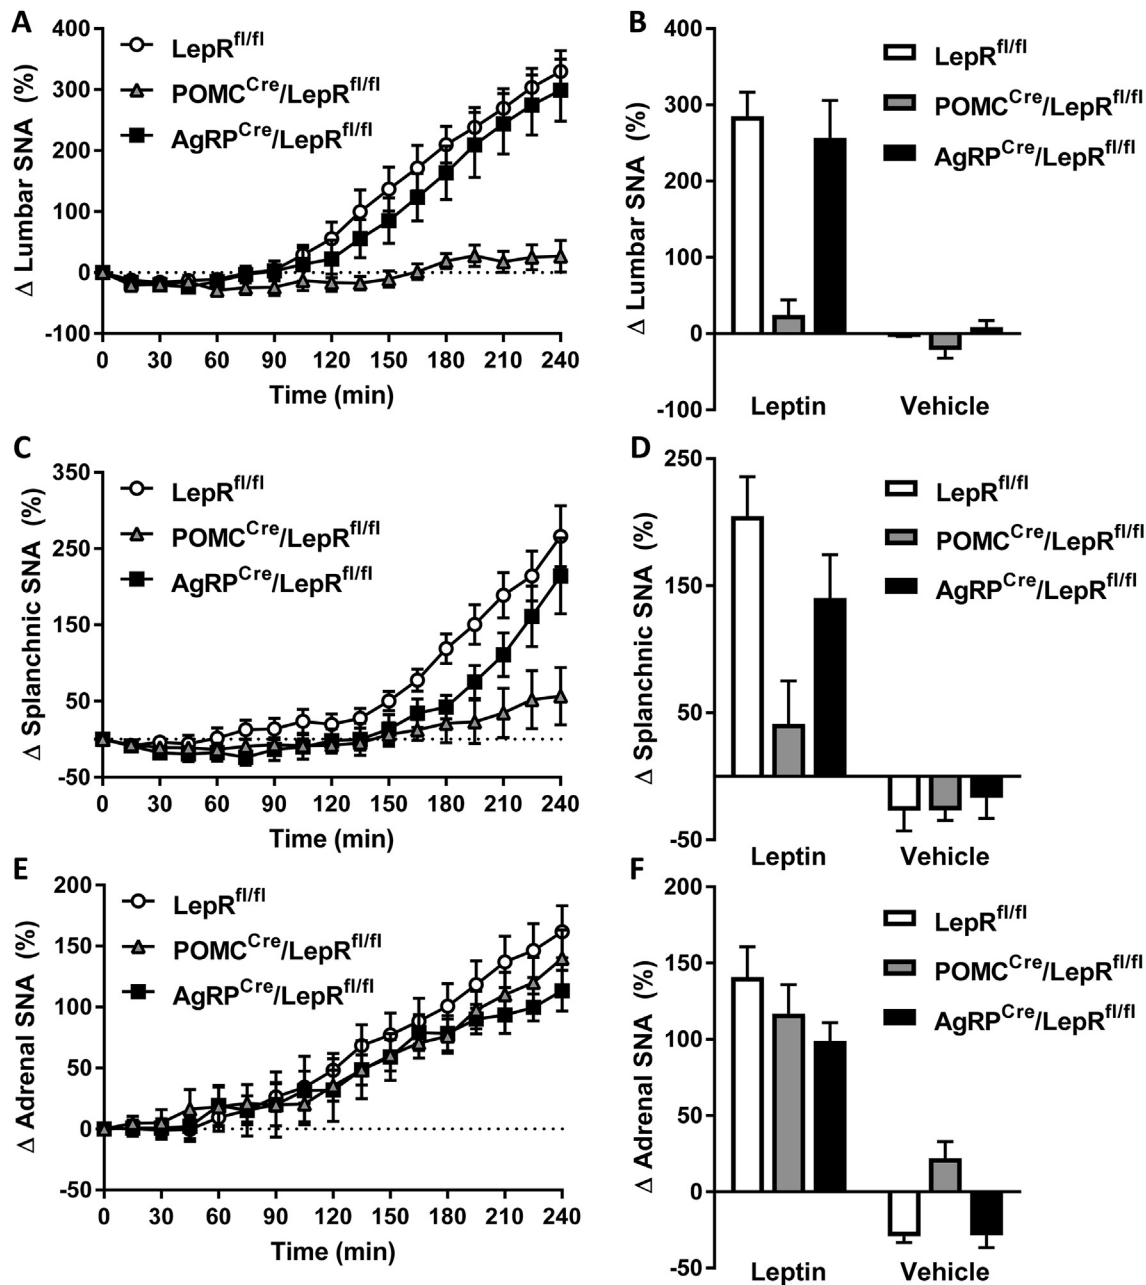 A
Δ Lumbar SNA (%)
400
300
200
100
0
-100
LepR^fl/fl
POMC^Cre/LepR^fl/fl
AgRP^Cre/LepR^fl/fl
0 30 60 90 120 150 180 210 240
Time (min)
B
Δ Lumbar SNA (%)
400
300
200
100
0
-100
LepR^fl/fl
POMC^Cre/LepR^fl/fl
AgRP^Cre/LepR^fl/fl
Leptin Vehicle
C
Δ Splanchnic SNA (%)
350
250
150
50
-50
LepR^fl/fl
POMC^Cre/LepR^fl/fl
AgRP^Cre/LepR^fl/fl
0 30 60 90 120 150 180 210 240
Time (min)
D
Δ Splanchnic SNA (%)
250
150
50
-50
LepR^fl/fl
POMC^Cre/LepR^fl/fl
AgRP^Cre/LepR^fl/fl
Leptin Vehicle
E
Δ Adrenal SNA (%)
200
150
100
50
0
-50
LepR^fl/fl
POMC^Cre/LepR^fl/fl
AgRP^Cre/LepR^fl/fl
0 30 60 90 120 150 180 210 240
Time (min)
F
Δ Adrenal SNA (%)
200
150
100
50
0
-50
LepR^fl/fl
POMC^Cre/LepR^fl/fl
AgRP^Cre/LepR^fl/fl
Leptin Vehicle